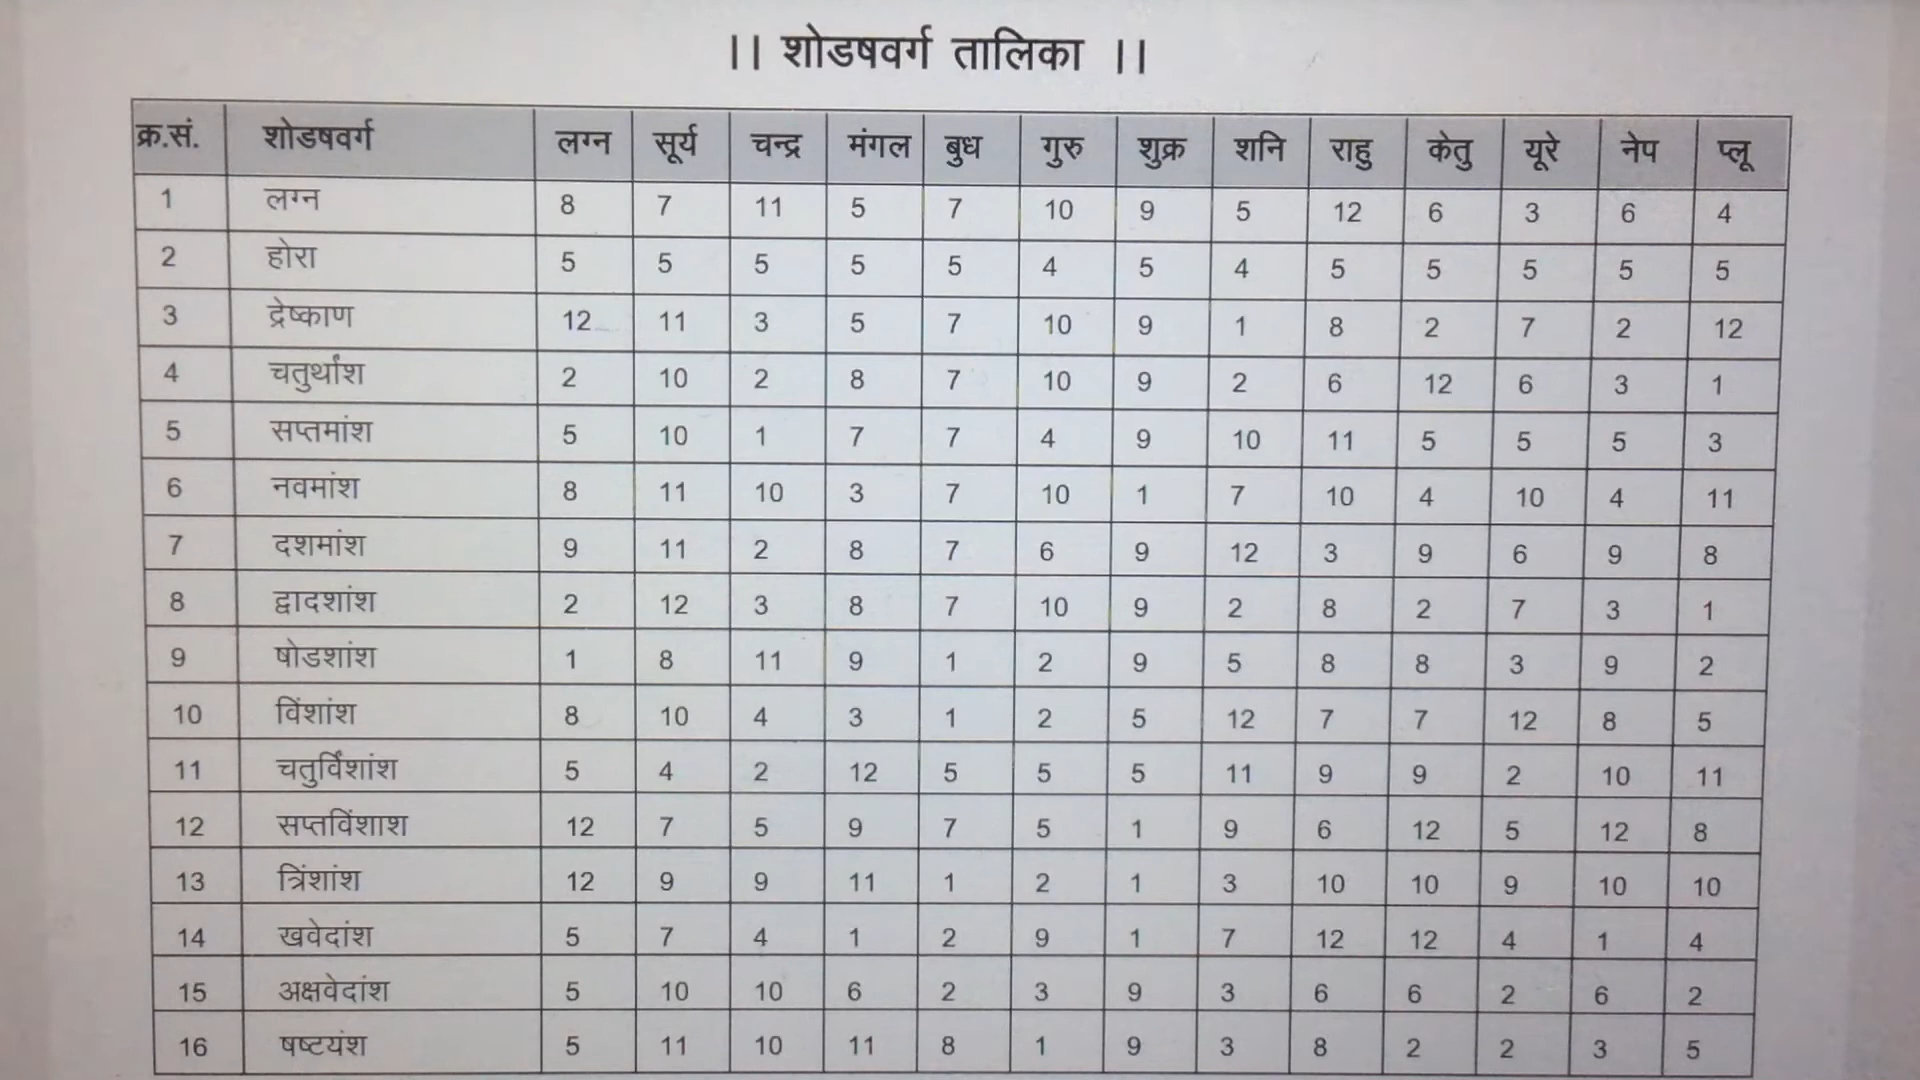 ।। शोडषवर्ग तालिका ।।
क्र.सं. शोडषवर्ग लग्न सूर्य चन्द्र मंगल बुध गुरु शुक्र शनि राहु केतु यूरे नेप प्लू
1 लग्न 8 7 11 5 7 10 9 5 12 6 3 6 4
2 होरा 5 5 5 5 5 4 5 4 5 5 5 5 5
3 द्रेष्काण 12 11 3 5 7 10 9 1 8 2 7 2 12
4 चतुर्थांश 2 10 2 8 7 10 9 2 6 12 6 3 1
5 सप्तमांश 5 10 1 7 7 4 9 10 11 5 5 5 3
6 नवमांश 8 11 10 3 7 10 1 7 10 4 10 4 11
7 दशमांश 9 11 2 8 7 6 9 12 3 9 6 9 8
8 द्वादशांश 2 12 3 8 7 10 9 2 8 2 7 3 1
9 षोडशांश 1 8 11 9 1 2 9 5 8 8 3 9 2
10 विंशांश 8 10 4 3 1 2 5 12 7 7 12 8 5
11 चतुर्विंशांश 5 4 2 12 5 5 5 11 9 9 2 10 11
12 सप्तविंशाश 12 7 5 9 7 5 1 9 6 12 5 12 8
13 त्रिंशांश 12 9 9 11 1 2 1 3 10 10 9 10 10
14 खवेदांश 5 7 4 1 2 9 1 7 12 12 4 1 4
15 अक्षवेदांश 5 10 10 6 2 3 9 3 6 6 2 6 2
16 षष्टयंश 5 11 10 11 8 1 9 3 8 2 2 3 5